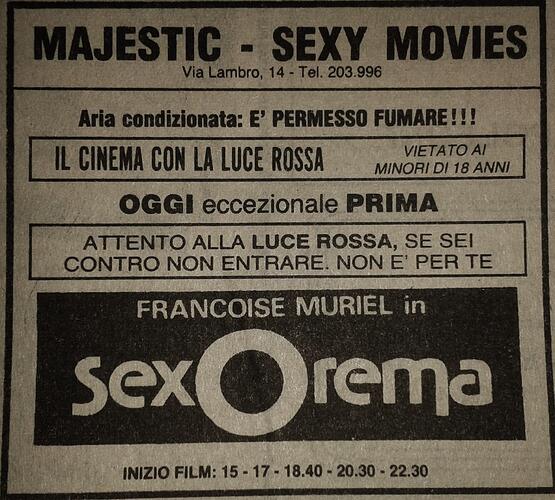 MAJESTIC - SEXY MOVIES
Via Lambro, 14 - Tel. 203.996
Aria condizionata: E' PERMESSO FUMARE!!!
IL CINEMA CON LA LUCE ROSSA
VIETATO AI
MINORI DI 18 ANNI
OGGI eccezionale PRIMA
ATTENTO ALLA LUCE ROSSA, SE SEI
CONTRO NON ENTRARE. NON E' PER TE
FRANCOISE MURIEL in
sexOrema
INIZIO FILM: 15 - 17 - 18.40 - 20.30 - 22.30